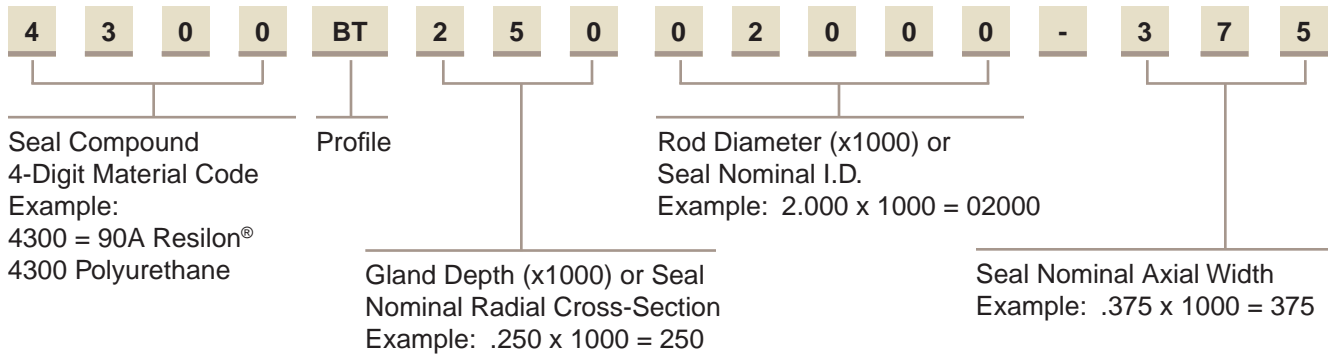 4 3 0 0 BT 2 5 0 0 2 0 0 0 - 3 7 5
Seal Compound
4-Digit Material Code
Example:
4300 = 90A Resilon®
4300 Polyurethane
Profile
Gland Depth (x1000) or Seal
Nominal Radial Cross-Section
Example: .250 x 1000 = 250
Rod Diameter (x1000) or
Seal Nominal I.D.
Example: 2.000 x 1000 = 02000
Seal Nominal Axial Width
Example: .375 x 1000 = 375